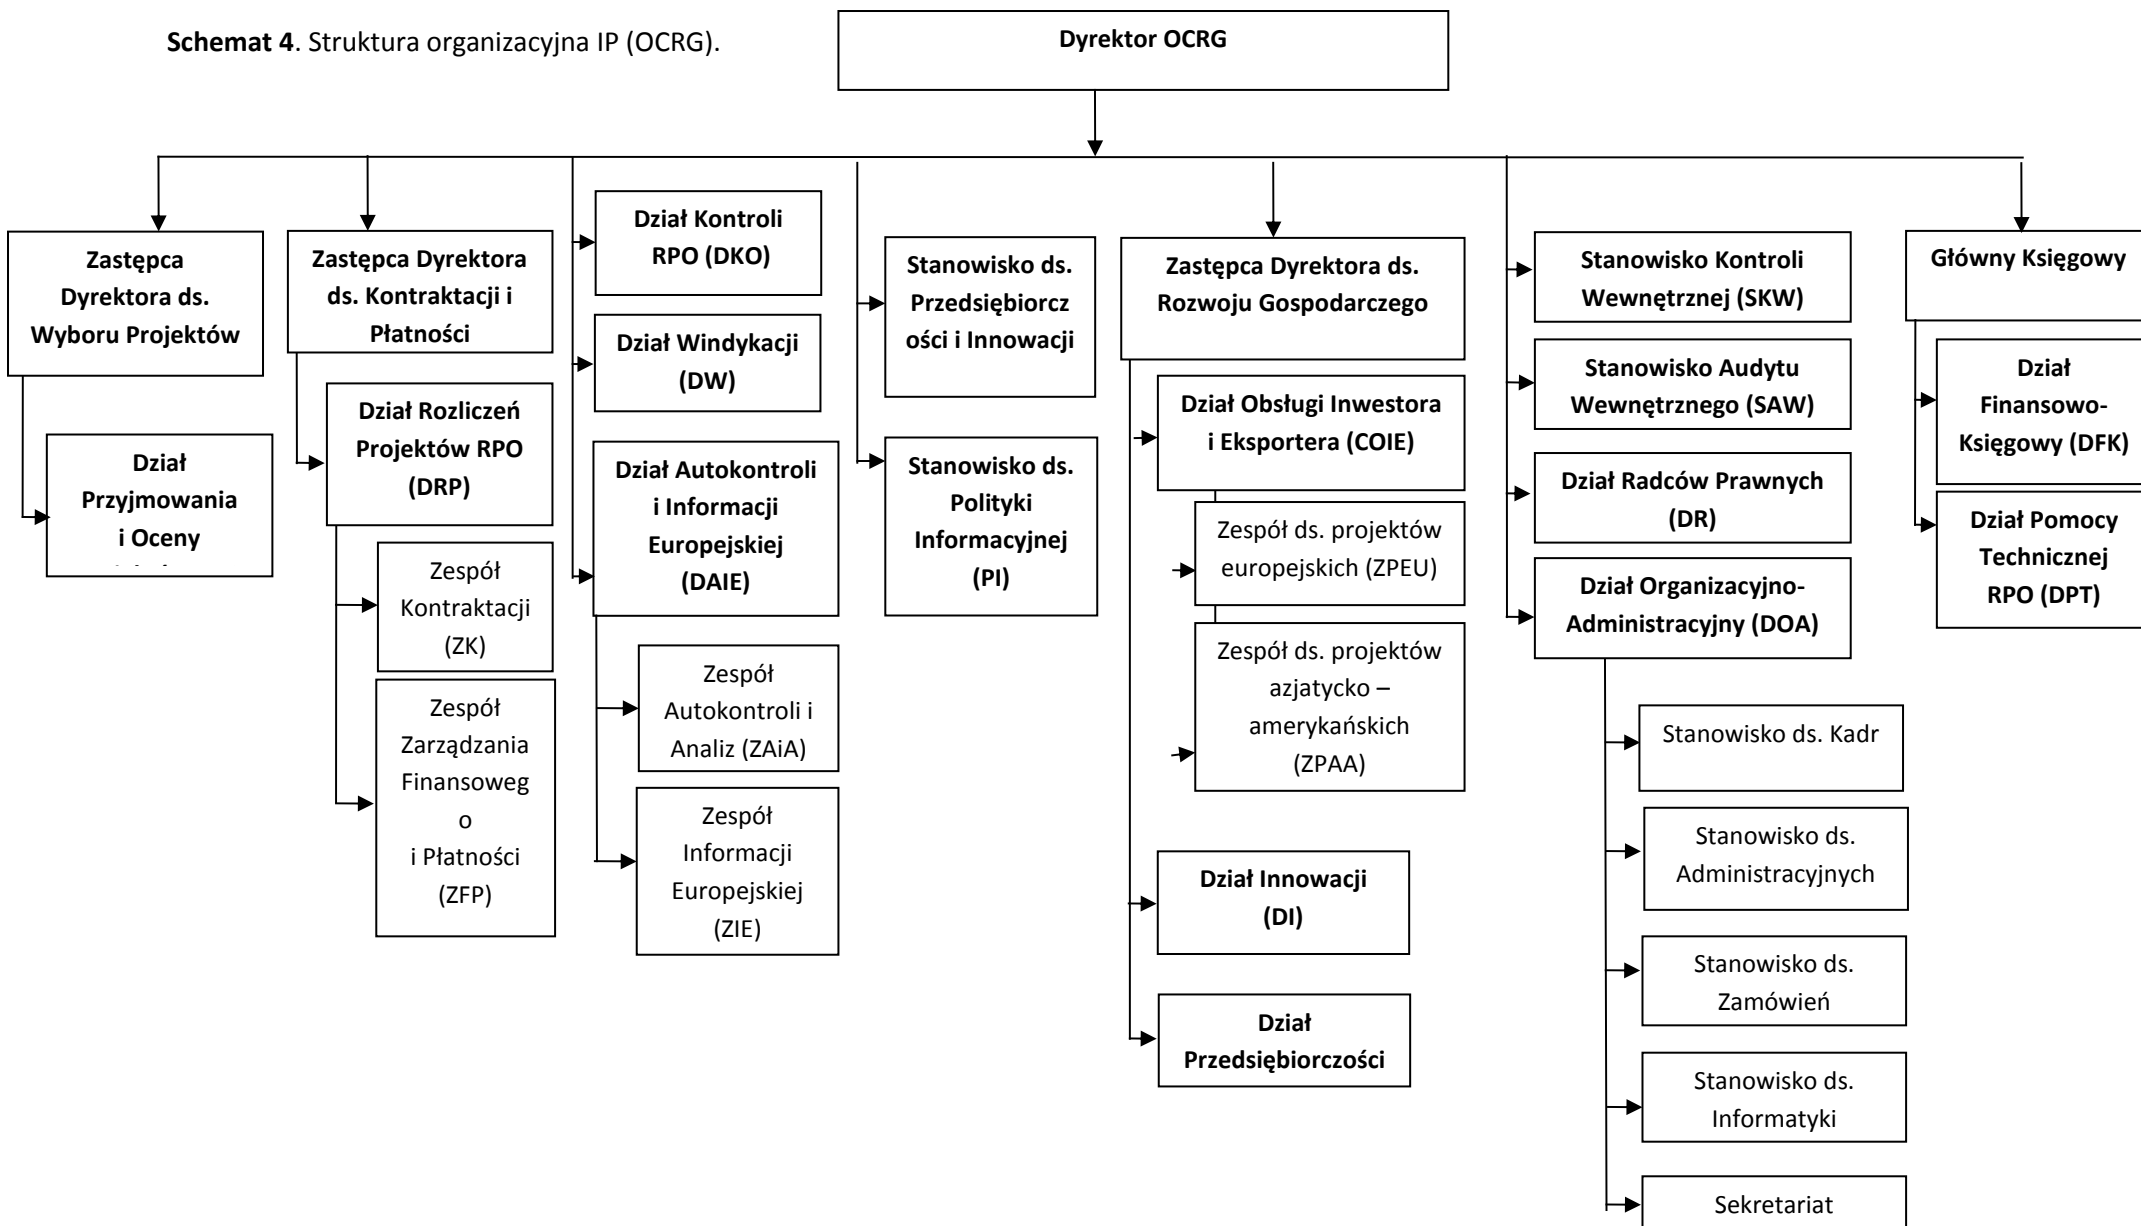 Schemat 4. Struktura organizacyjna IP (OCRG).
Dyrektor OCRG
Zastępca
Dyrektora ds.
Wyboru Projektów
Dział
Przyjmowania
i Oceny
Zastępca Dyrektora
ds. Kontraktacji i
Płatności
Dział Rozliczeń
Projektów RPO
(DRP)
Zespół
Kontraktacji
(ZK)
Zespół
Zarządzania
Finansoweg
o
i Płatności
(ZFP)
Dział Kontroli
RPO (DKO)
Dział Windykacji
(DW)
Dział Autokontroli
i Informacji
Europejskiej
(DAIE)
Zespół
Autokontroli i
Analiz (ZAiA)
Zespół
Informacji
Europejskiej
(ZIE)
Stanowisko ds.
Przedsiębiorcz
ości i Innowacji
Stanowisko ds.
Polityki
Informacyjnej
(PI)
Zastępca Dyrektora ds.
Rozwoju Gospodarczego
Dział Obsługi Inwestora
i Eksportera (COIE)
Zespół ds. projektów
europejskich (ZPEU)
Zespół ds. projektów
azjatycko –
amerykańskich
(ZPAA)
Dział Innowacji
(DI)
Dział
Przedsiębiorczości
Stanowisko Kontroli
Wewnętrznej (SKW)
Stanowisko Audytu
Wewnętrznego (SAW)
Dział Radców Prawnych
(DR)
Dział Organizacyjno-
Administracyjny (DOA)
Stanowisko ds. Kadr
Stanowisko ds.
Administracyjnych
Stanowisko ds.
Zamówień
Stanowisko ds.
Informatyki
Sekretariat
Główny Księgowy
Dział
Finansowo-
Księgowy (DFK)
Dział Pomocy
Technicznej
RPO (DPT)